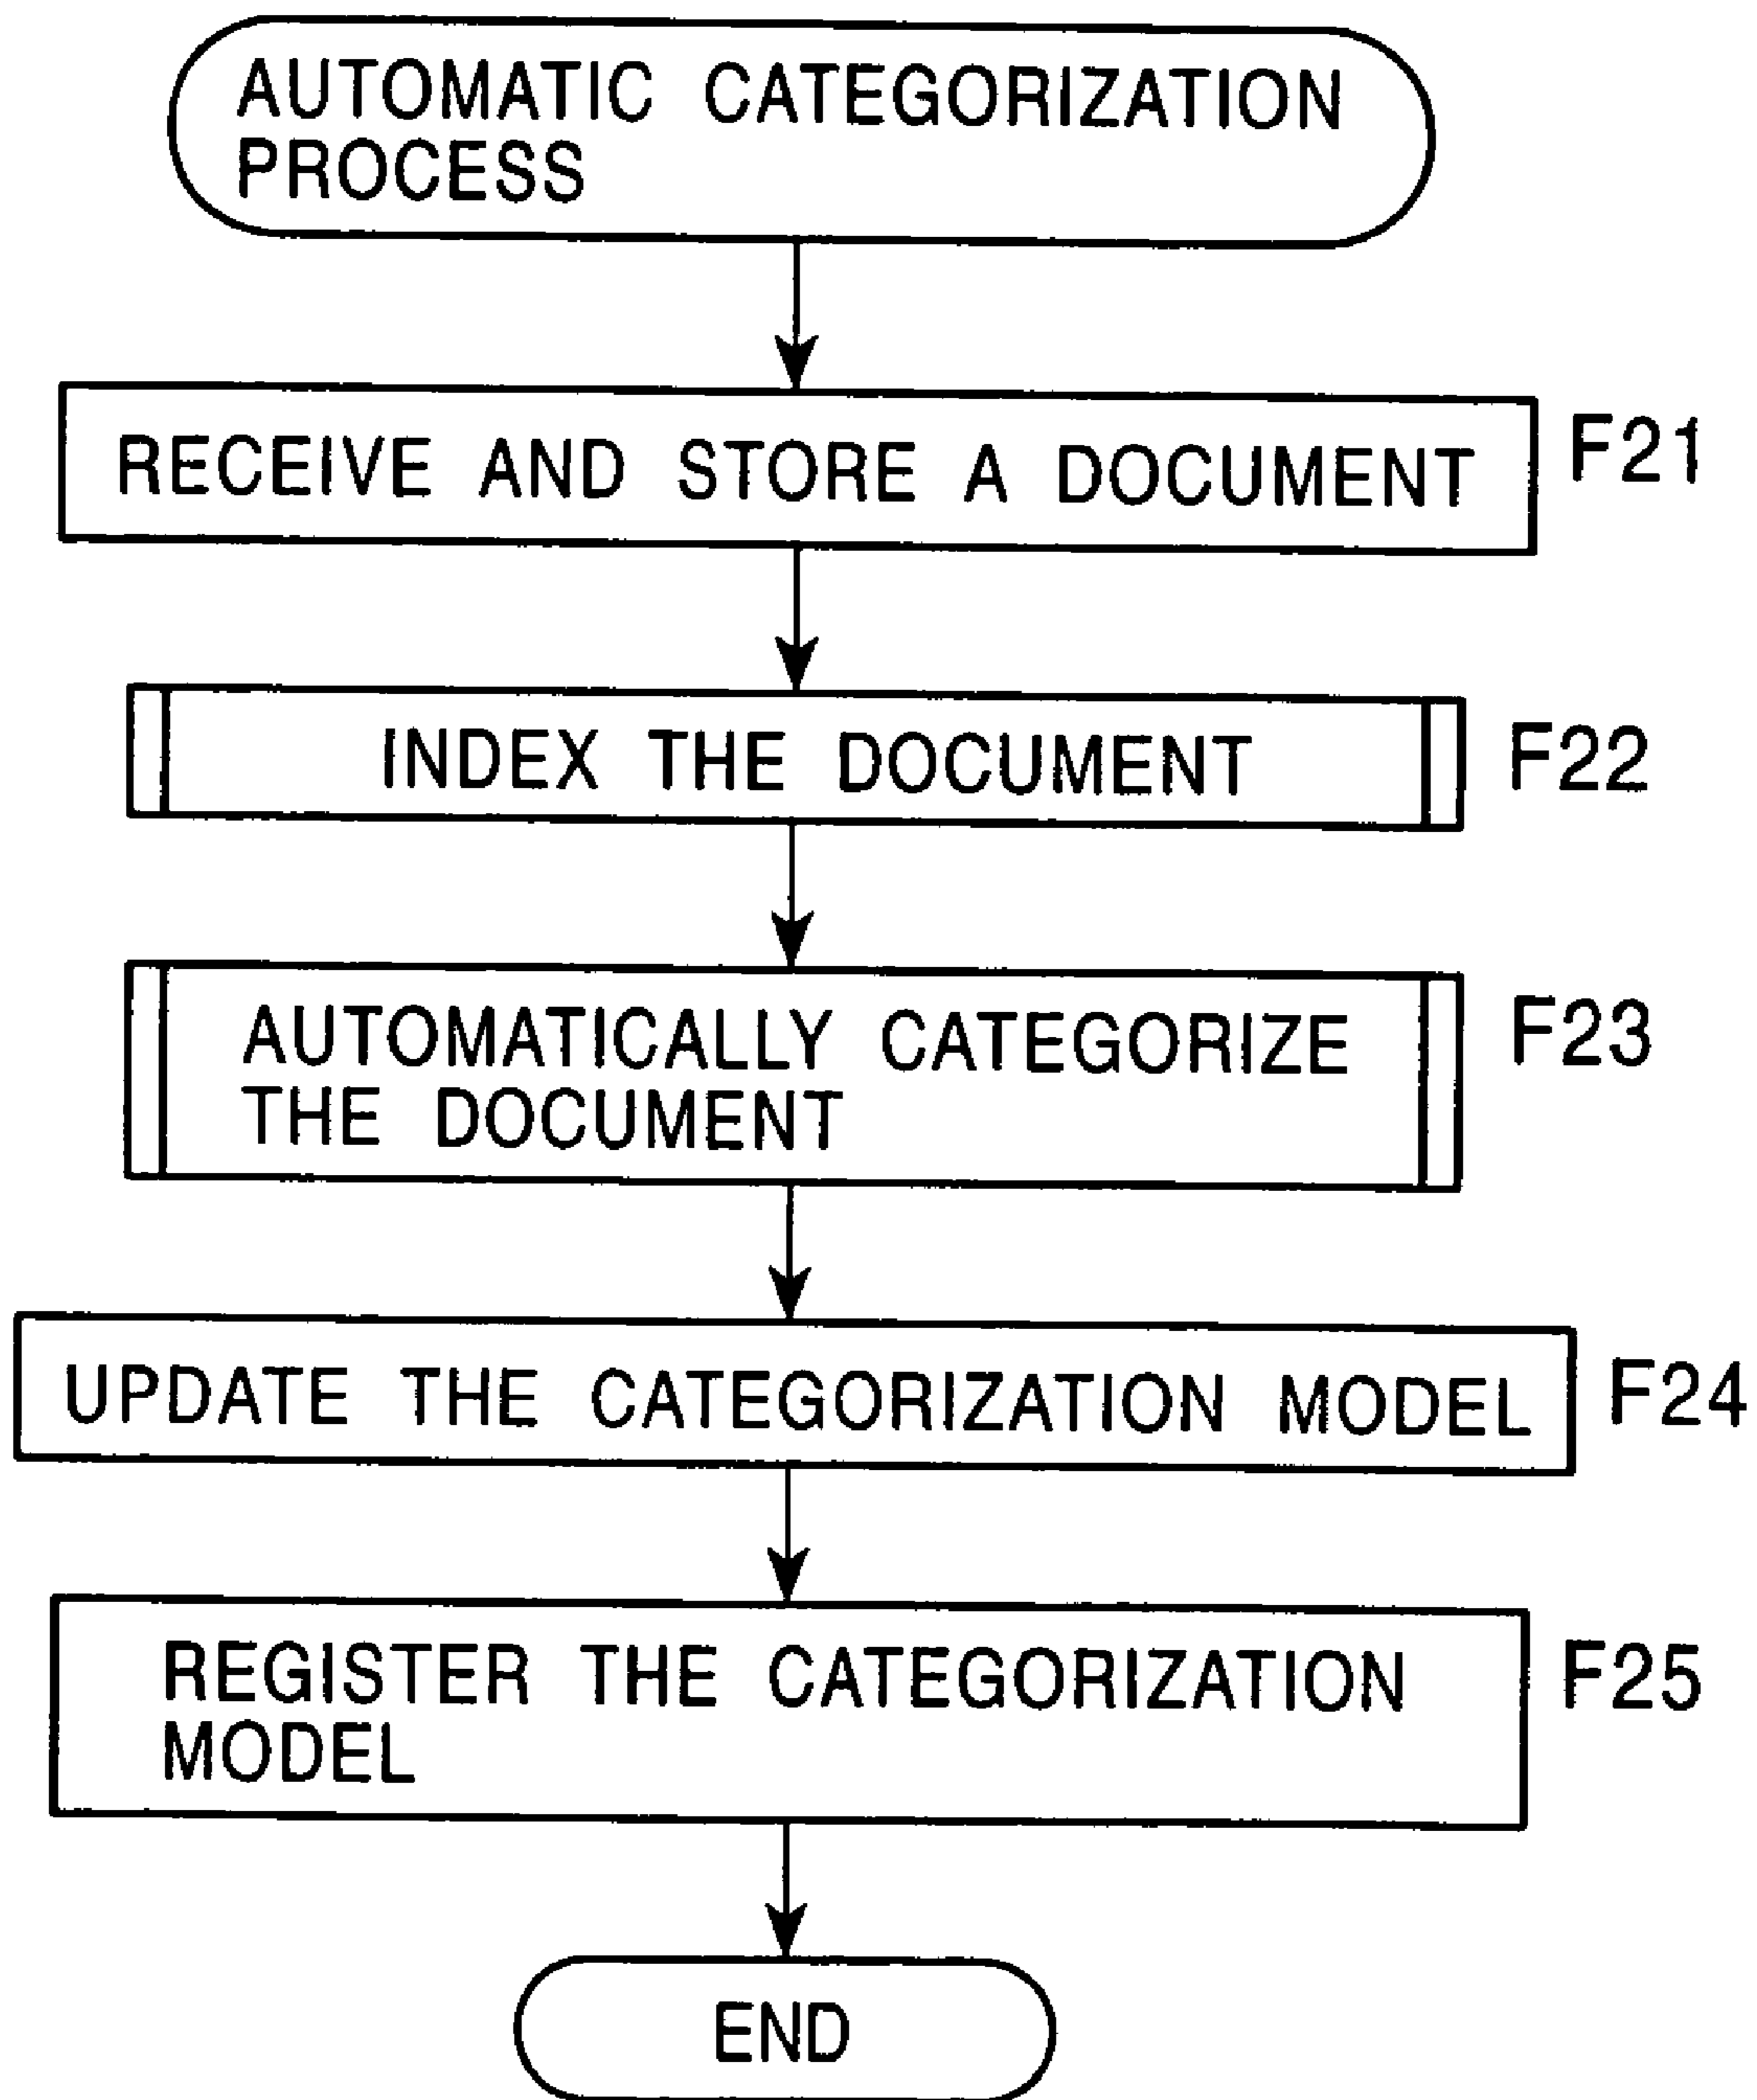 AUTOMATIC CATEGORIZATION
PROCESS
RECEIVE AND STORE A DOCUMENT
F21
INDEX THE DOCUMENT
F22
AUTOMATICALLY CATEGORIZE
THE DOCUMENT
F23
UPDATE THE CATEGORIZATION MODEL
F24
REGISTER THE CATEGORIZATION
MODEL
F25
END